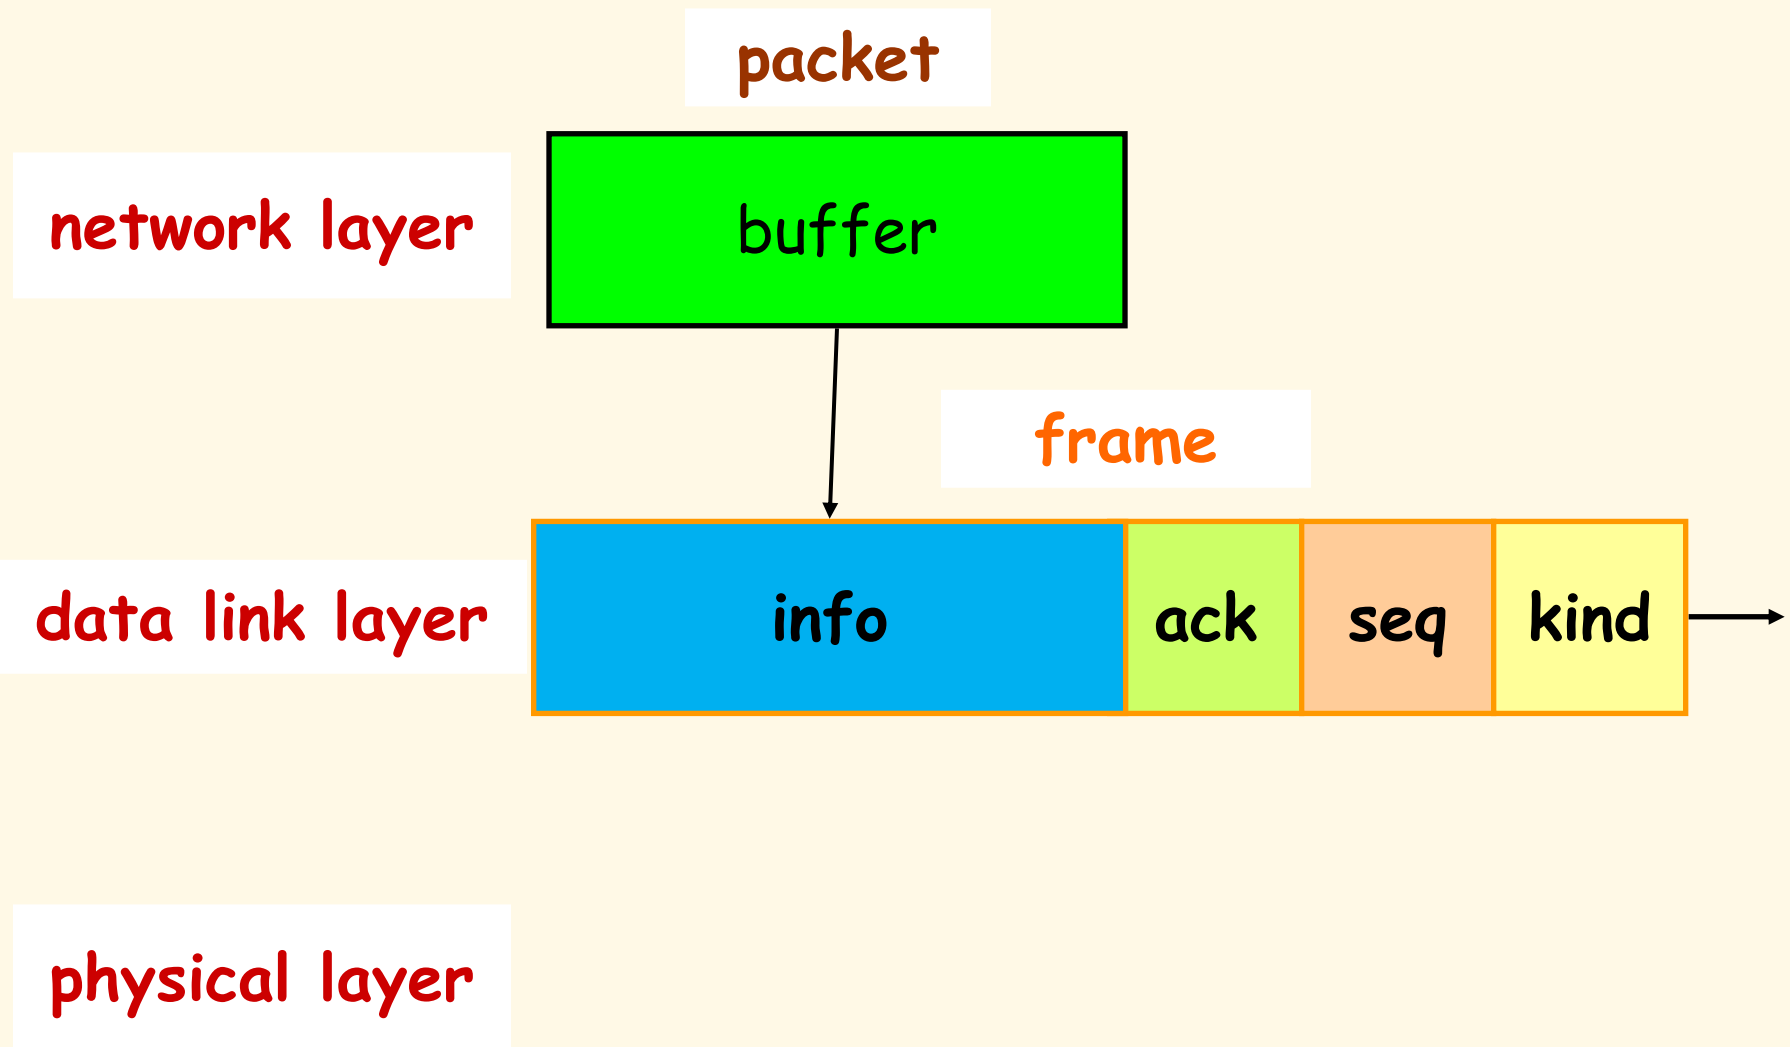 packet
network layer
buffer
frame
data link layer
info
ack
seq
kind
physical layer